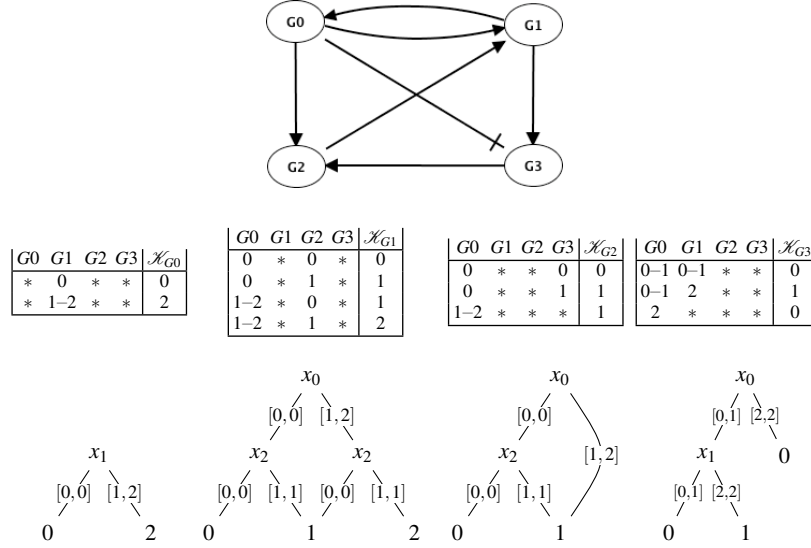 G0 G1
G2 G3
G0 G1 G2 G3 𝒦_G0
∗ 0 ∗ ∗ 0
∗ 1–2 ∗ ∗ 2
G0 G1 G2 G3 𝒦_G1
0 ∗ 0 ∗ 0
0 ∗ 1 ∗ 1
1–2 ∗ 0 ∗ 1
1–2 ∗ 1 ∗ 2
G0 G1 G2 G3 𝒦_G2
0 ∗ ∗ 0 0
0 ∗ ∗ 1 1
1–2 ∗ ∗ ∗ 1
G0 G1 G2 G3 𝒦_G3
0–1 0–1 ∗ ∗ 0
0–1 2 ∗ ∗ 1
2 ∗ ∗ ∗ 0
x₁
[0,0] [1,2]
0 2
x₀
[0,0] [1,2]
x₂ x₂
[0,0] [1,1] [0,0] [1,1]
0 1 2
x₀
[0,0]
[1,2]
x₂
[0,0] [1,1]
0 1
x₀
[0,1] [2,2]
x₁ 0
[0,1] [2,2]
0 1